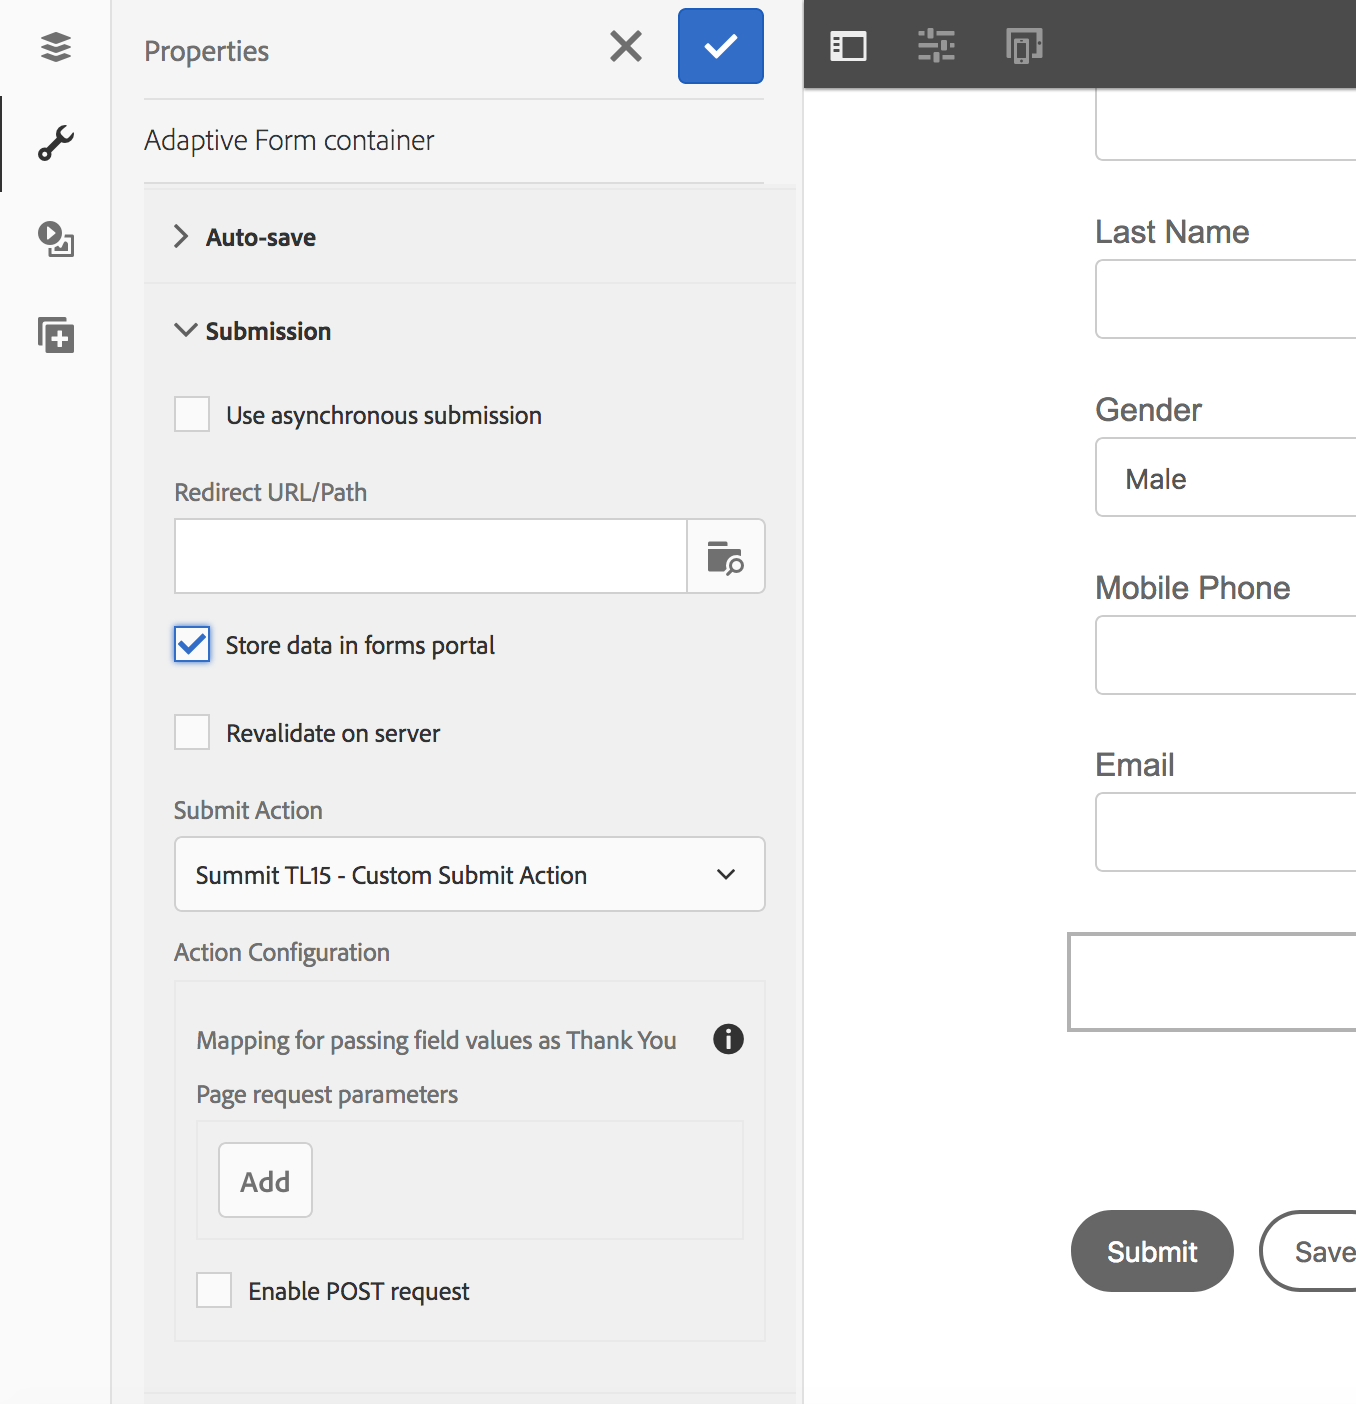 Properties
Adaptive Form container
Auto-save
Submission
Use asynchronous submission
Redirect URL/Path
Store data in forms portal
Revalidate on server
Submit Action
Summit TL15 - Custom Submit Action
Action Configuration
Mapping for passing field values as Thank You
Page request parameters
Add
Enable POST request
Last Name
Gender
Male
Mobile Phone
Email
Submit
Save